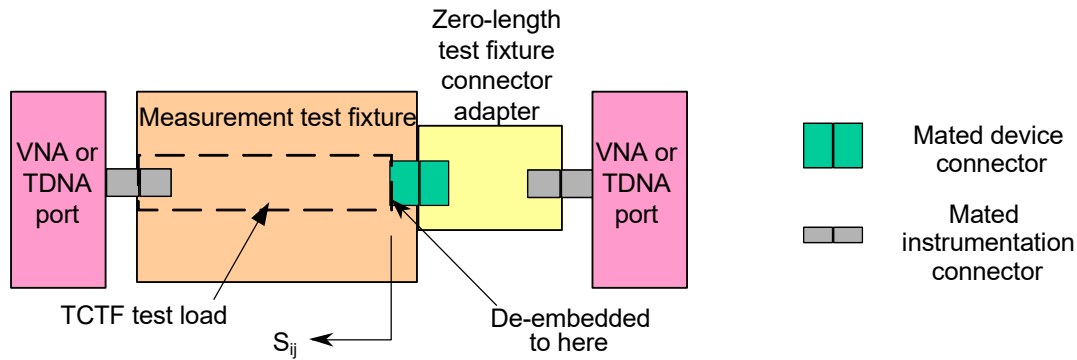 Zero-length
test fixture
connector
adapter
Measurement test fixture
VNA or
TDNA
port
VNA or
TDNA
port
TCTF test load
De-embedded
to here
Sij
Mated device
connector
Mated
instrumentation
connector